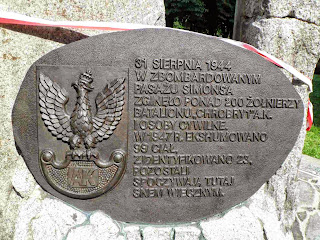 31 SIERPNIA 1944
W ZBOMBARDOWANYM
PASAŻU SIMONSA
ZGINĘŁO PONAD 200 ŻOŁNIERZY
BATALIONU „CHROBRY I" A.K.
I OSOBY CYWILNE.
W 1947 R. EKSHUMOWANO
99 CIAŁ,
ZIDENTYFIKOWANO 23,
POZOSTALI
SPOCZYWAJĄ TUTAJ
SNEM WIECZNYM.